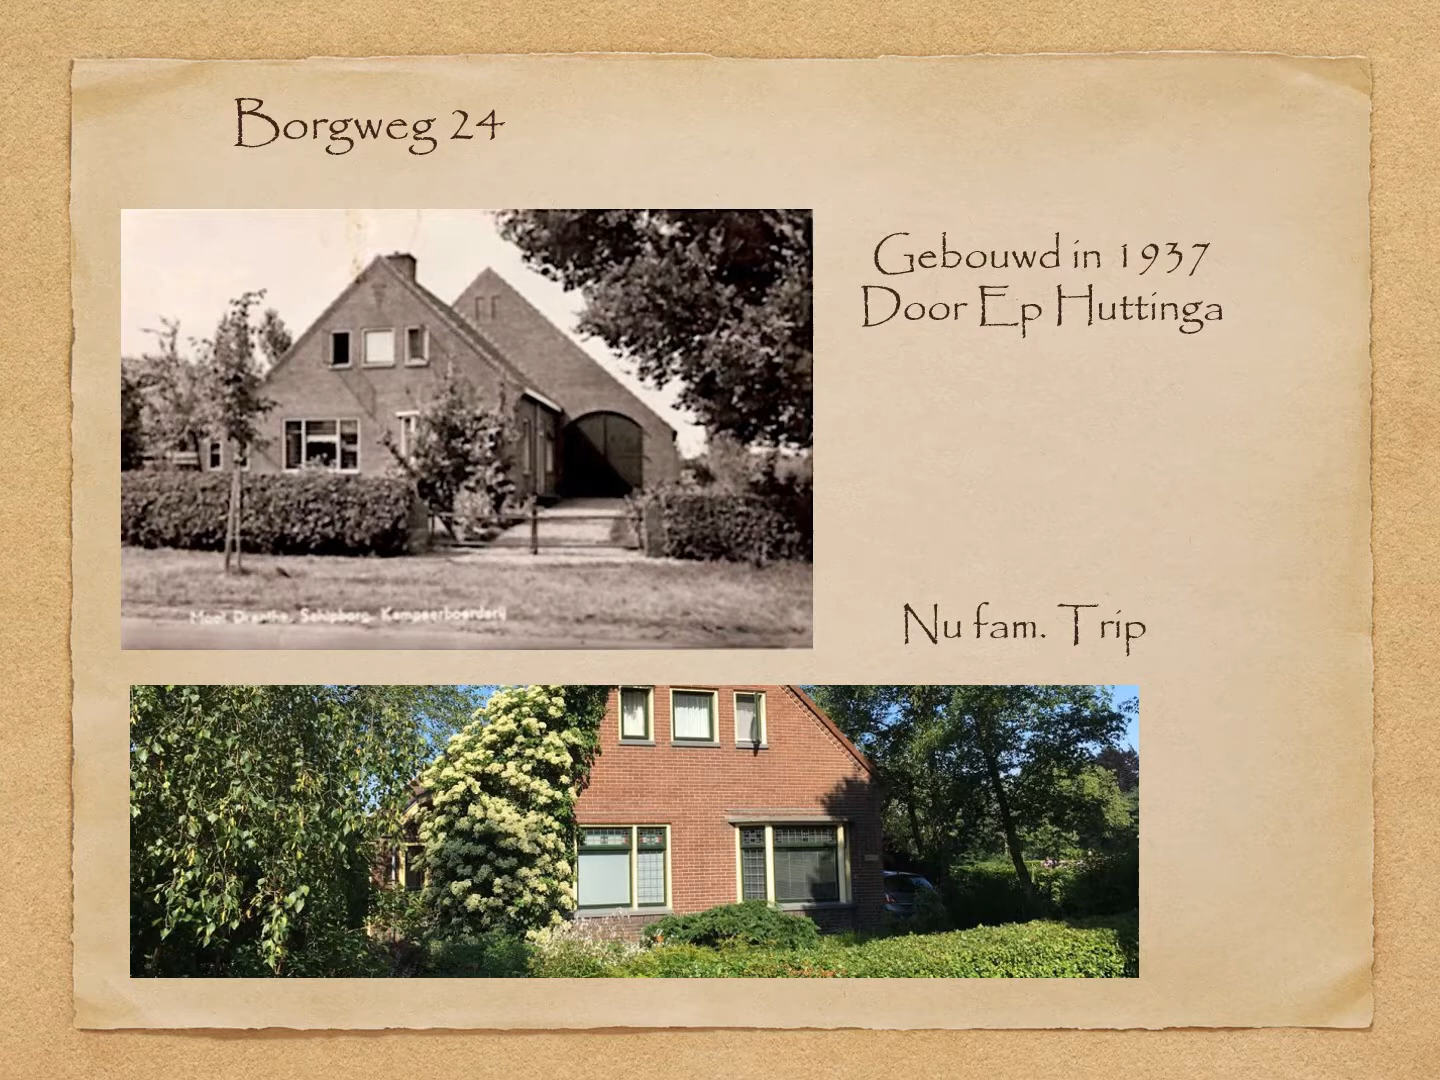 Borgweg 24
Gebouwd in 1937
Door Ep Huttinga
Mooi Drenthe, Schipborg, Kampeerboerderij
Nu fam. Trip